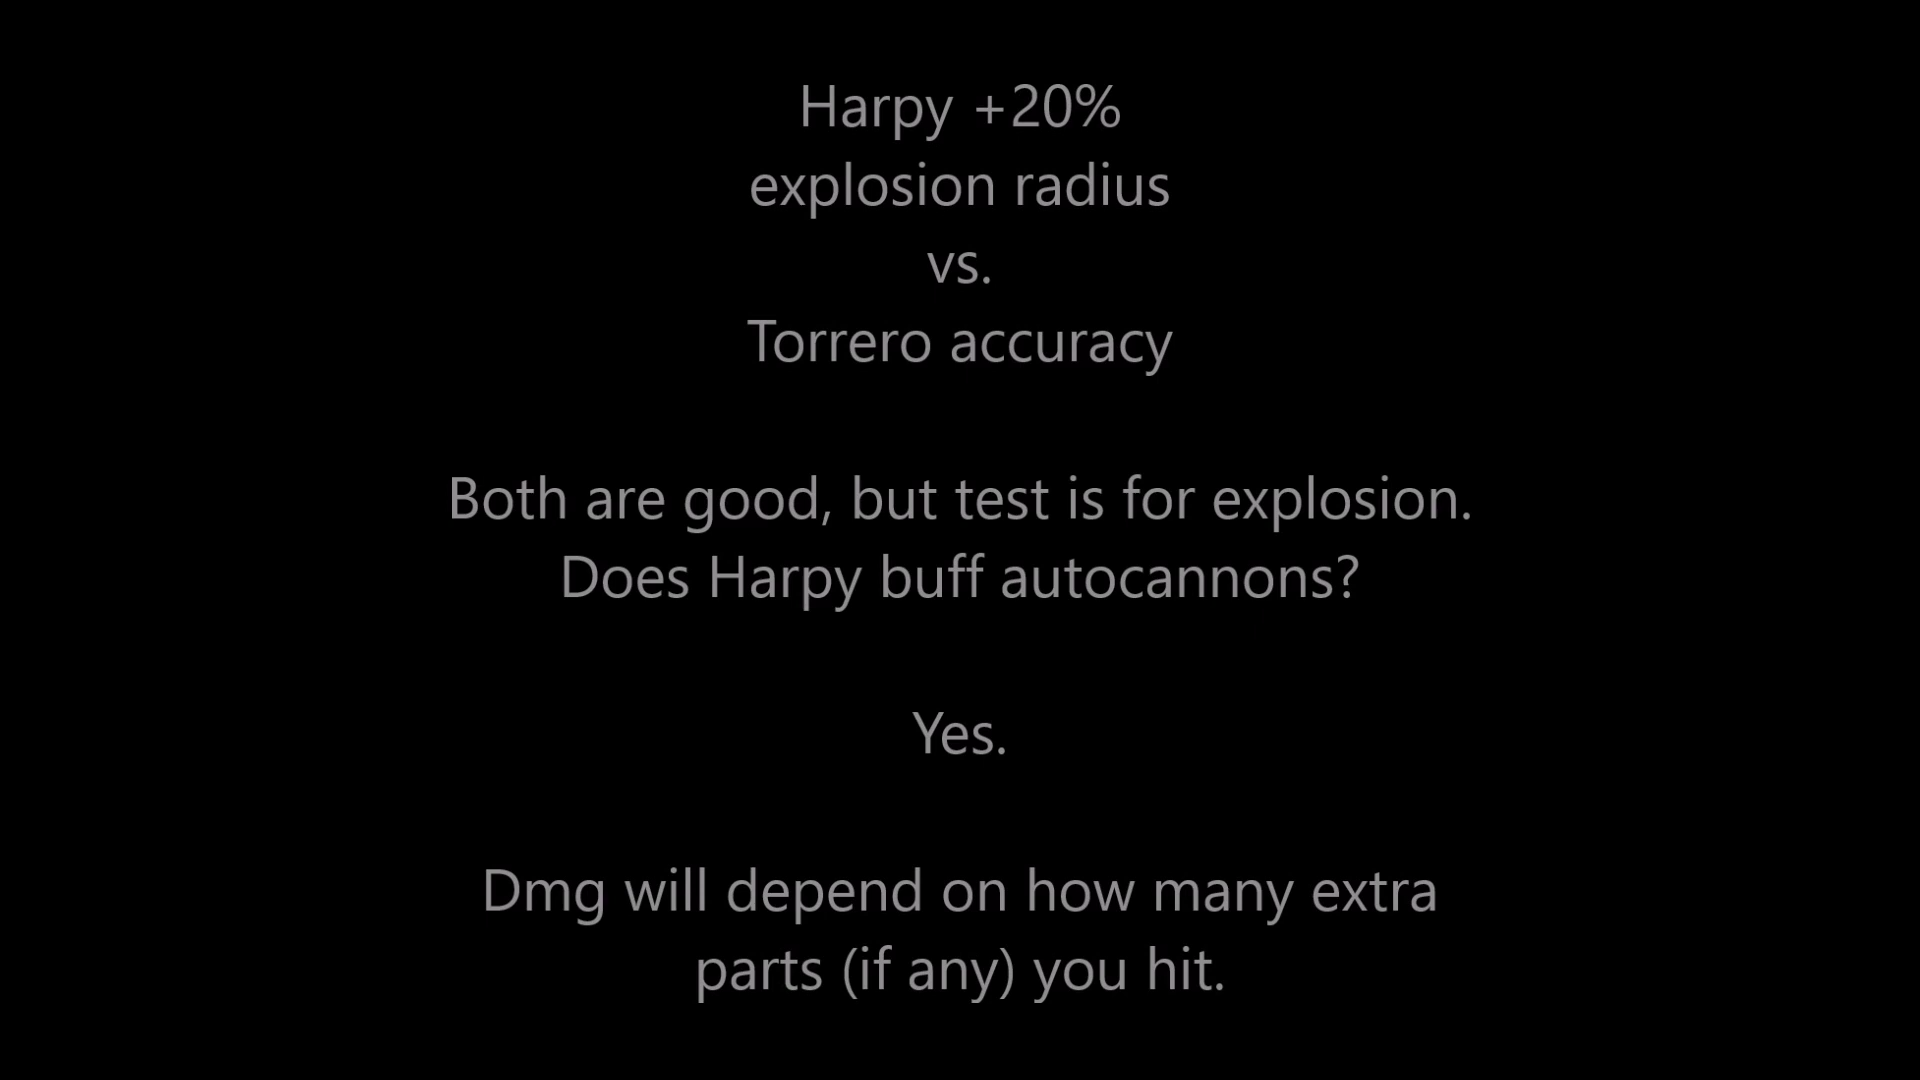 Harpy +20%
explosion radius
vs.
Torrero accuracy
Both are good, but test is for explosion.
Does Harpy buff autocannons?
Yes.
Dmg will depend on how many extra
parts (if any) you hit.